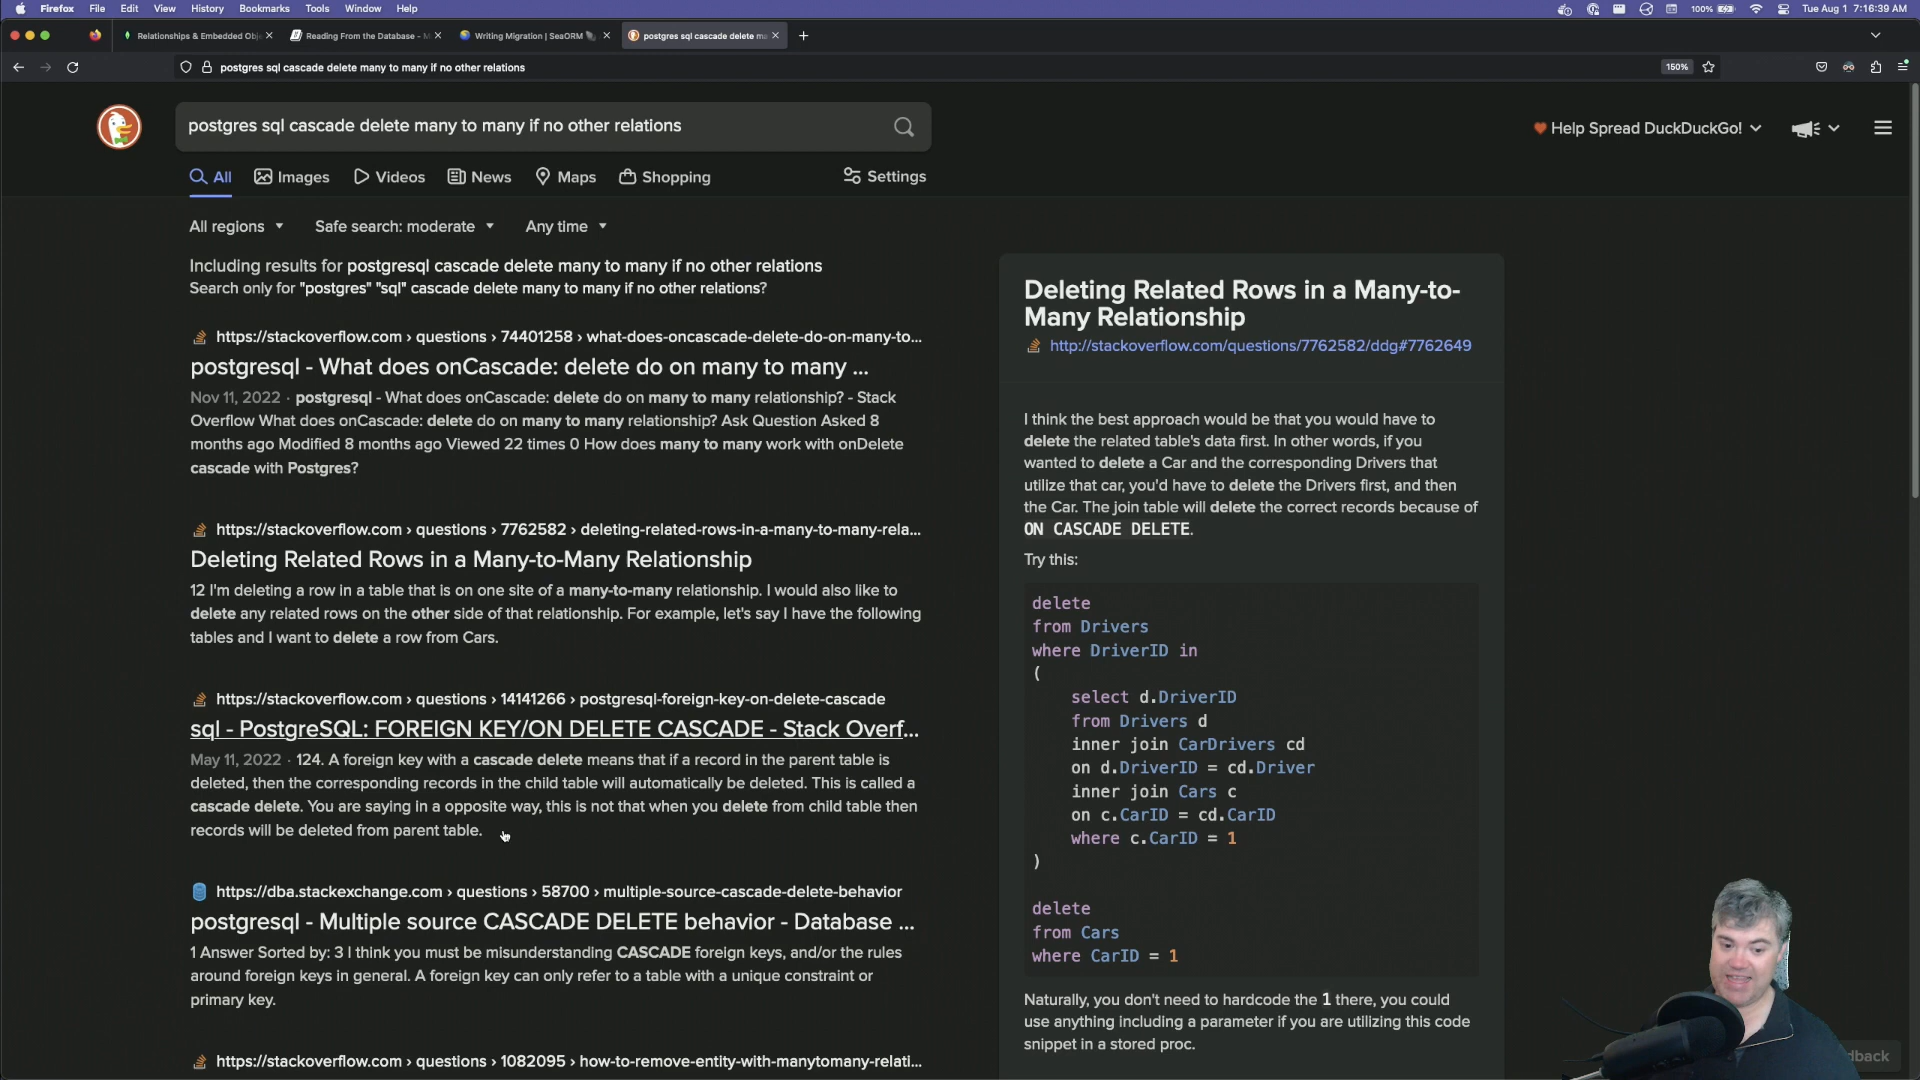 Firefox File Edit View History Bookmarks Tools Window Help
100% Tue Aug 1 7:16:39 AM
Relationships & Embedded Obj
Reading From the Database - M
Writing Migration | SeaORM
postgres sql cascade delete ma
postgres sql cascade delete many to many if no other relations
150%
postgres sql cascade delete many to many if no other relations
Help Spread DuckDuckGo!
All Images Videos News Maps Shopping Settings
All regions Safe search: moderate Any time
Including results for postgresql cascade delete many to many if no other relations
Search only for "postgres" "sql" cascade delete many to many if no other relations?
https://stackoverflow.com › questions › 74401258 › what-does-oncascade-delete-do-on-many-to...
postgresql - What does onCascade: delete do on many to many ...
Nov 11, 2022 · postgresql - What does onCascade: delete do on many to many relationship? - Stack
Overflow What does onCascade: delete do on many to many relationship? Ask Question Asked 8
months ago Modified 8 months ago Viewed 22 times 0 How does many to many work with onDelete
cascade with Postgres?
https://stackoverflow.com › questions › 7762582 › deleting-related-rows-in-a-many-to-many-rela...
Deleting Related Rows in a Many-to-Many Relationship
12 I'm deleting a row in a table that is on one site of a many-to-many relationship. I would also like to
delete any related rows on the other side of that relationship. For example, let's say I have the following
tables and I want to delete a row from Cars.
https://stackoverflow.com › questions › 14141266 › postgresql-foreign-key-on-delete-cascade
sql - PostgreSQL: FOREIGN KEY/ON DELETE CASCADE - Stack Overf...
May 11, 2022 · 124. A foreign key with a cascade delete means that if a record in the parent table is
deleted, then the corresponding records in the child table will automatically be deleted. This is called a
cascade delete. You are saying in a opposite way, this is not that when you delete from child table then
records will be deleted from parent table.
https://dba.stackexchange.com › questions › 58700 › multiple-source-cascade-delete-behavior
postgresql - Multiple source CASCADE DELETE behavior - Database ...
1 Answer Sorted by: 3 I think you must be misunderstanding CASCADE foreign keys, and/or the rules
around foreign keys in general. A foreign key can only refer to a table with a unique constraint or
primary key.
https://stackoverflow.com › questions › 1082095 › how-to-remove-entity-with-manytomany-relati...
Deleting Related Rows in a Many-to-
Many Relationship
http://stackoverflow.com/questions/7762582/ddg#7762649
I think the best approach would be that you would have to
delete the related table's data first. In other words, if you
wanted to delete a Car and the corresponding Drivers that
utilize that car, you'd have to delete the Drivers first, and then
the Car. The join table will delete the correct records because of
ON CASCADE DELETE.
Try this:
delete
from Drivers
where DriverID in
(
select d.DriverID
from Drivers d
inner join CarDrivers cd
on d.DriverID = cd.Driver
inner join Cars c
on c.CarID = cd.CarID
where c.CarID = 1
)
delete
from Cars
where CarID = 1
Naturally, you don't need to hardcode the 1 there, you could
use anything including a parameter if you are utilizing this code
snippet in a stored proc.
dback